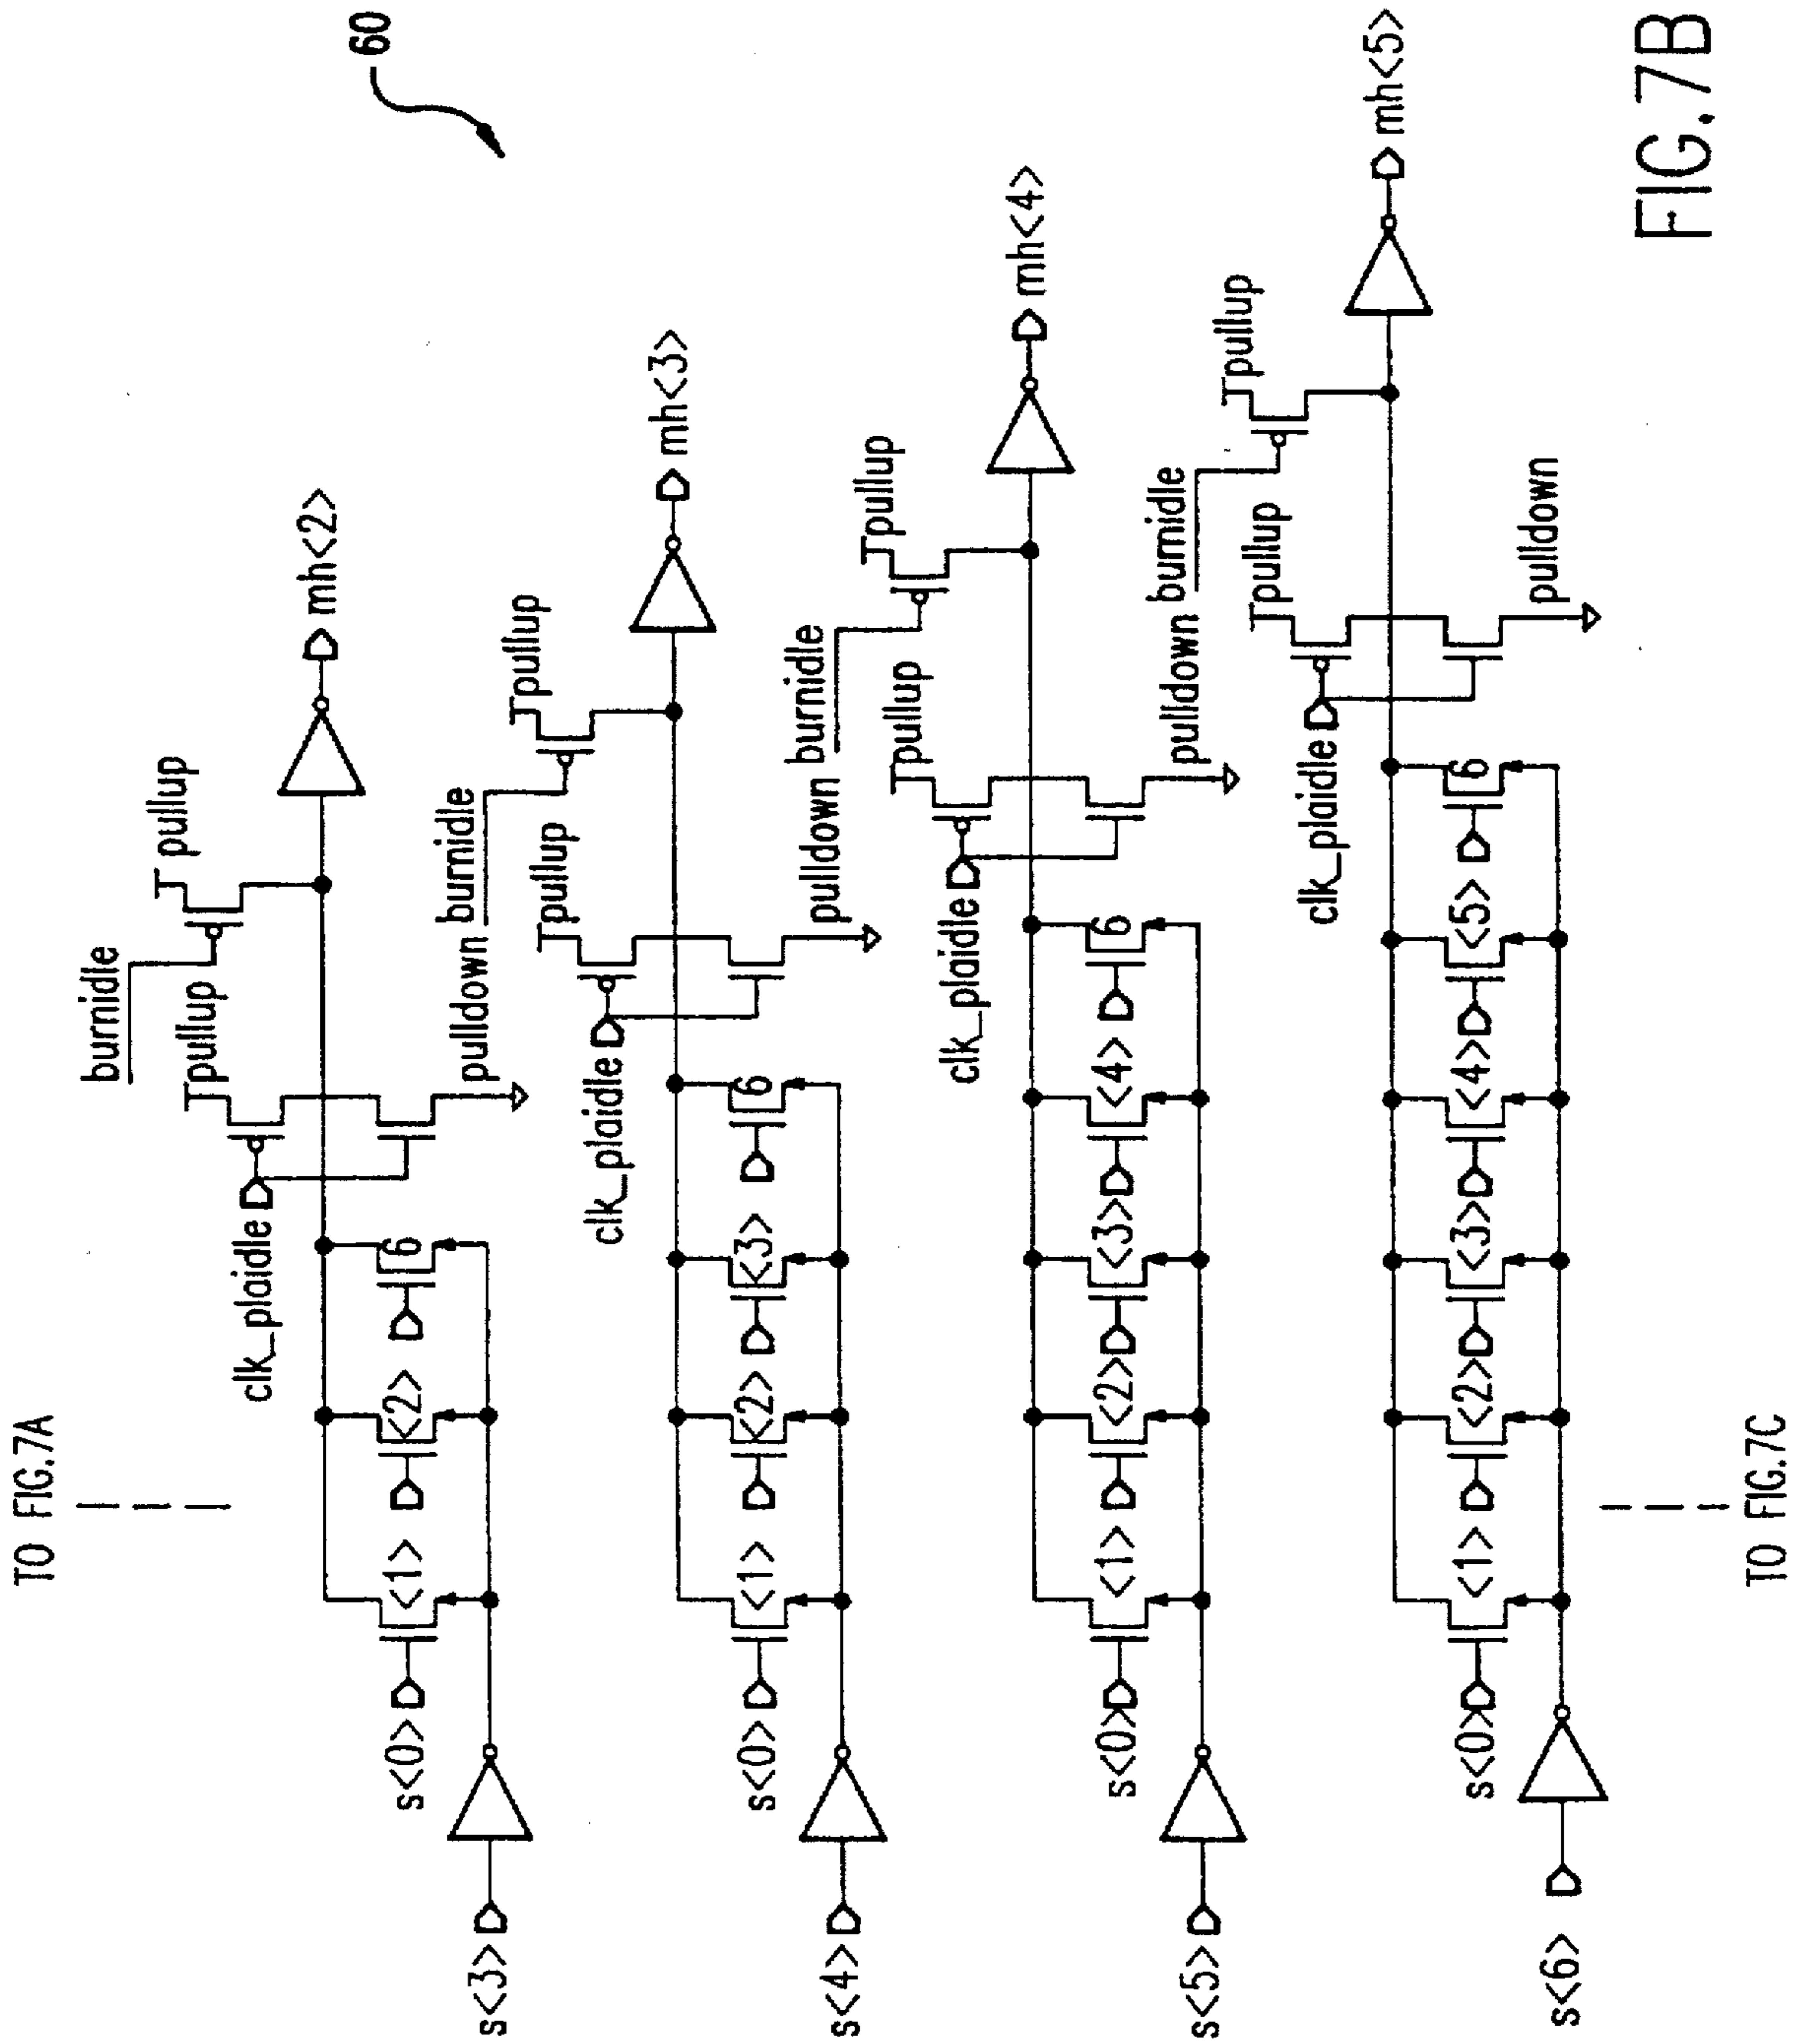 60
TO FIG.7A
burnidle
pullup
pullup
clk_plaidle
pulldown
s<0>
<1>
<2>
6
s<3>
mh<2>
burnidle
pullup
pullup
clk_plaidle
pulldown
s<0>
<1>
<2>
<3>
6
s<4>
mh<3>
burnidle
pullup
pullup
clk_plaidle
pulldown
s<0>
<1>
<2>
<3>
<4>
6
s<5>
mh<4>
burnidle
pullup
pullup
clk_plaidle
pulldown
s<0>
<1>
<2>
<3>
<4>
<5>
6
s<6>
mh<5>
TO FIG.7C
FIG.7B